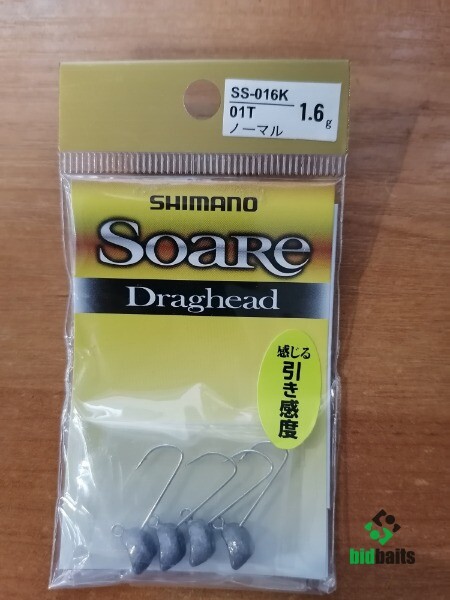 SS-016K
01T
ノーマル
1.6g
SHIMANO
SOARE
Draghead
感じる
引き感度
bidbaits